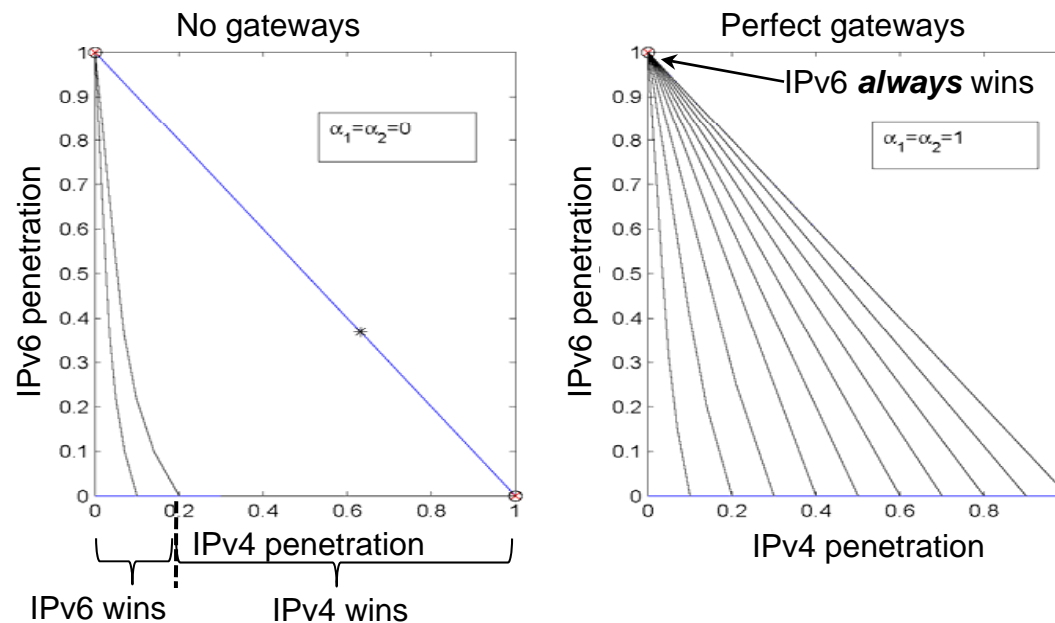 No gateways
1
0.9
0.8
0.7
0.6
0.5
0.4
0.3
0.2
0.1
0
IPv6 penetration
α1=α2=0
0 0.2 0.4 0.6 0.8 1
IPv4 penetration
IPv6 wins
IPv4 wins
Perfect gateways
IPv6 always wins
1
0.9
0.8
0.7
0.6
0.5
0.4
0.3
0.2
0.1
0
IPv6 penetration
α1=α2=1
0 0.2 0.4 0.6 0.8
IPv4 penetration